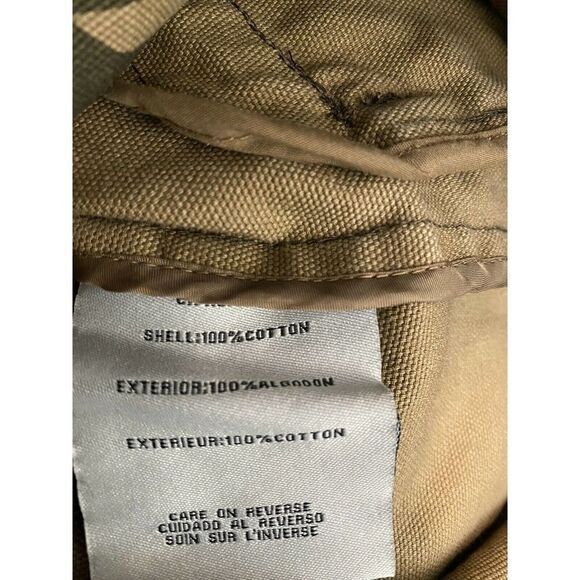 SHELL:100%COTTON
EXTERIOR:100%ALGODON
EXTERIEUR:100%COTTON
CARE ON REVERSE
CUIDADO AL REVERSO
SOIN SUR L'INVERSE